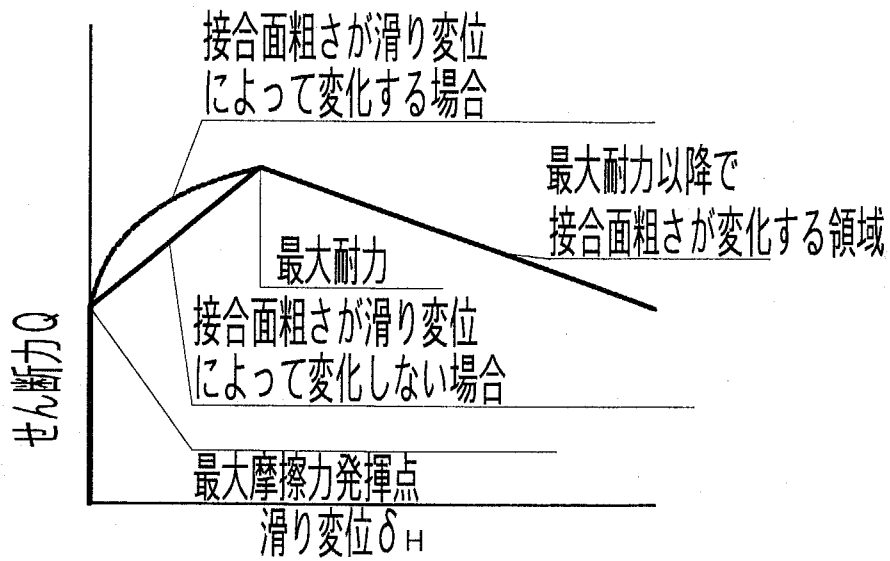 接合面粗さが滑り変位
によって変化する場合
最大耐力以降で
接合面粗さが変化する領域
最大耐力
接合面粗さが滑り変位
によって変化しない場合
せん断力Q
最大摩擦力発揮点
滑り変位δH